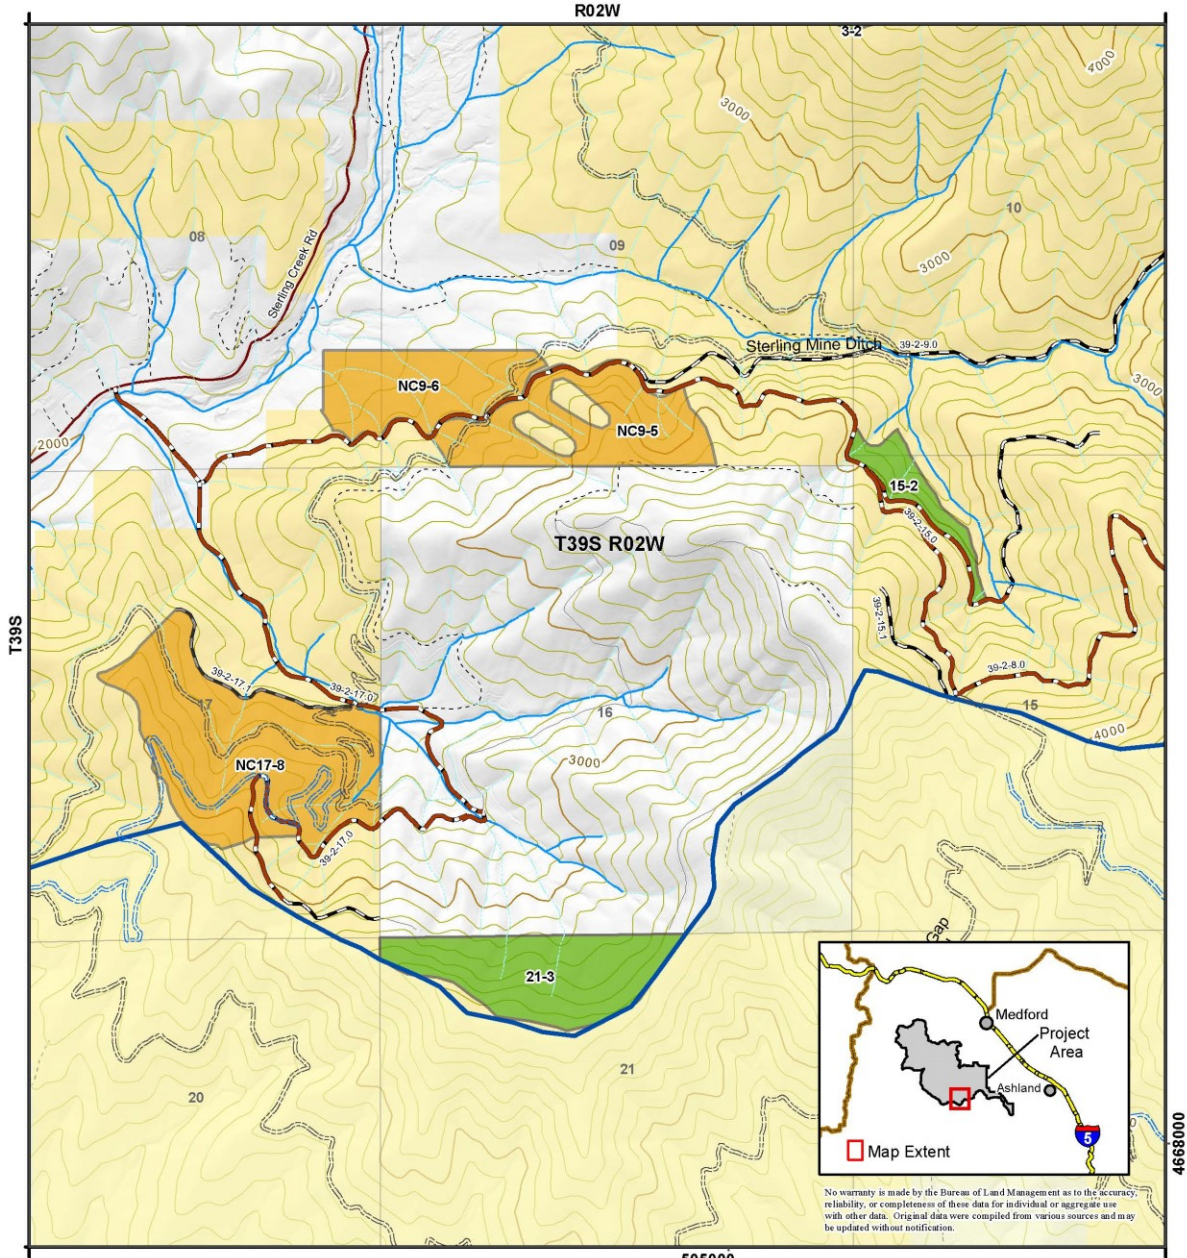 R02W
3-2
4000
3000
10
08
09
3000
Sterling Creek Rd
Sterling Mine Ditch
39-2-9.0
3000
NC9-6
NC9-5
2000
15-2
39-2-15.0
T39S R02W
T39S
39-2-15.1
39-2-17.1
39-2-17.0
39-2-8.0
17
16
15
4000
3000
NC17-8
39-2-17.0
Gap
21-3
Medford
Project
Area
Ashland
21
20
5
4668000
Map Extent
No warranty is made by the Bureau of Land Management as to the accuracy,
reliability, or completeness of these data for individual or aggregate use
with other data. Original data were compiled from various sources and may
be updated without notification.